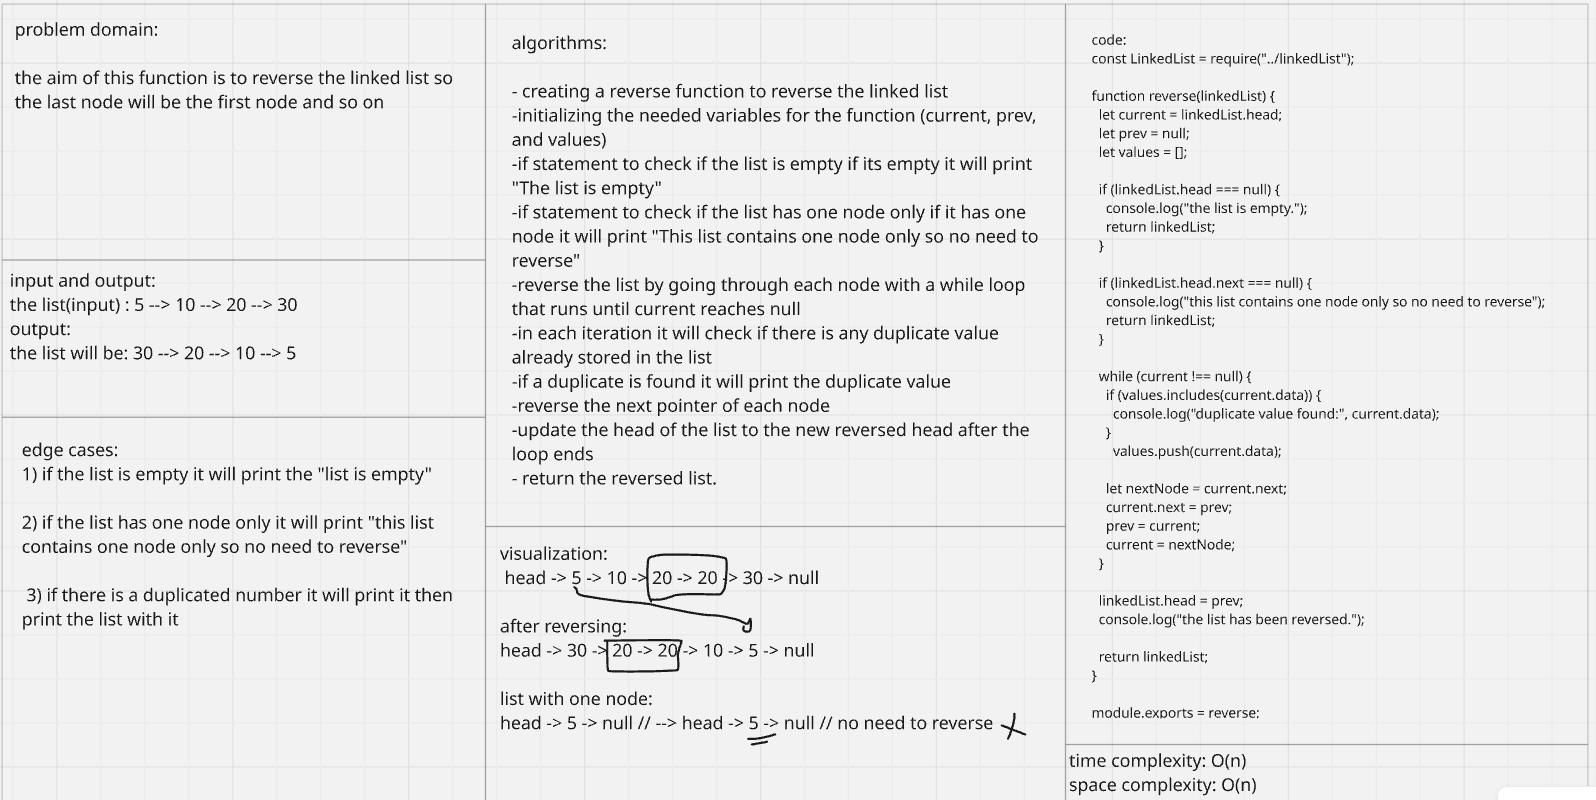 problem domain:
the aim of this function is to reverse the linked list so
the last node will be the first node and so on
input and output:
the list(input) : 5 --> 10 --> 20 --> 30
output:
the list will be: 30 --> 20 --> 10 --> 5
edge cases:
1) if the list is empty it will print the "list is empty"
2) if the list has one node only it will print "this list
contains one node only so no need to reverse"
3) if there is a duplicated number it will print it then
print the list with it
algorithms:
- creating a reverse function to reverse the linked list
-initializing the needed variables for the function (current, prev,
and values)
-if statement to check if the list is empty if its empty it will print
"The list is empty"
-if statement to check if the list has one node only if it has one
node it will print "This list contains one node only so no need to
reverse"
-reverse the list by going through each node with a while loop
that runs until current reaches null
-in each iteration it will check if there is any duplicate value
already stored in the list
-if a duplicate is found it will print the duplicate value
-reverse the next pointer of each node
-update the head of the list to the new reversed head after the
loop ends
- return the reversed list.
visualization:
head -> 5 -> 10 -> 20 -> 20 -> 30 -> null
after reversing:
head -> 30 -> 20 -> 20 -> 10 -> 5 -> null
list with one node:
head -> 5 -> null // --> head -> 5 -> null // no need to reverse
code:
const LinkedList = require("../linkedList");
function reverse(linkedList) {
let current = linkedList.head;
let prev = null;
let values = [];
if (linkedList.head === null) {
console.log("the list is empty.");
return linkedList;
}
if (linkedList.head.next === null) {
console.log("this list contains one node only so no need to reverse");
return linkedList;
}
while (current !== null) {
if (values.includes(current.data)) {
console.log("duplicate value found:", current.data);
}
values.push(current.data);
let nextNode = current.next;
current.next = prev;
prev = current;
current = nextNode;
}
linkedList.head = prev;
console.log("the list has been reversed.");
return linkedList;
}
module.exports = reverse;
time complexity: O(n)
space complexity: O(n)